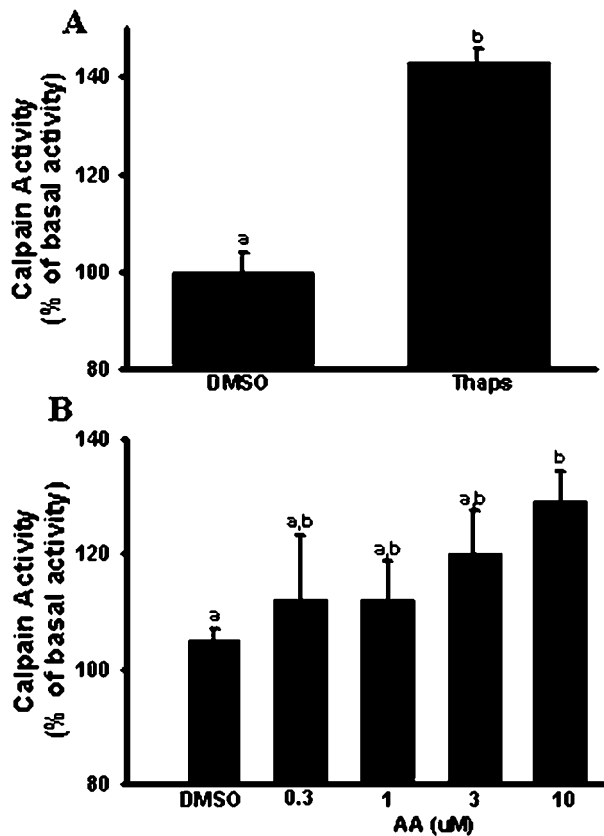 A
Calpain Activity
(% of basal activity)
140
120
100
80
a
b
DMSO
Thaps
B
Calpain Activity
(% of basal activity)
140
120
100
80
a
a,b
a,b
a,b
b
DMSO
0.3
1
3
10
AA (uM)